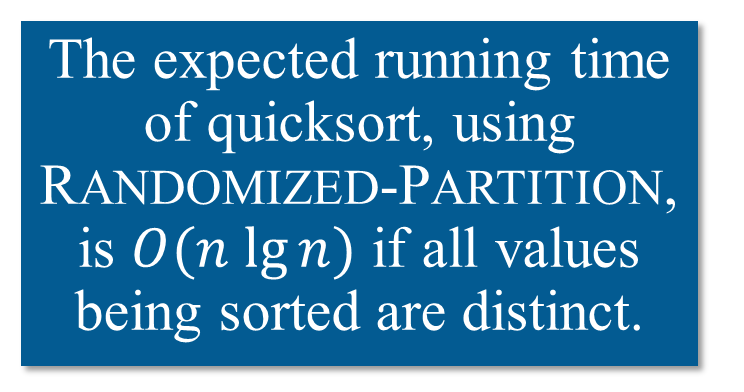 The expected running time
of quicksort, using
RANDOMIZED-PARTITION,
is O(n lg n) if all values
being sorted are distinct.